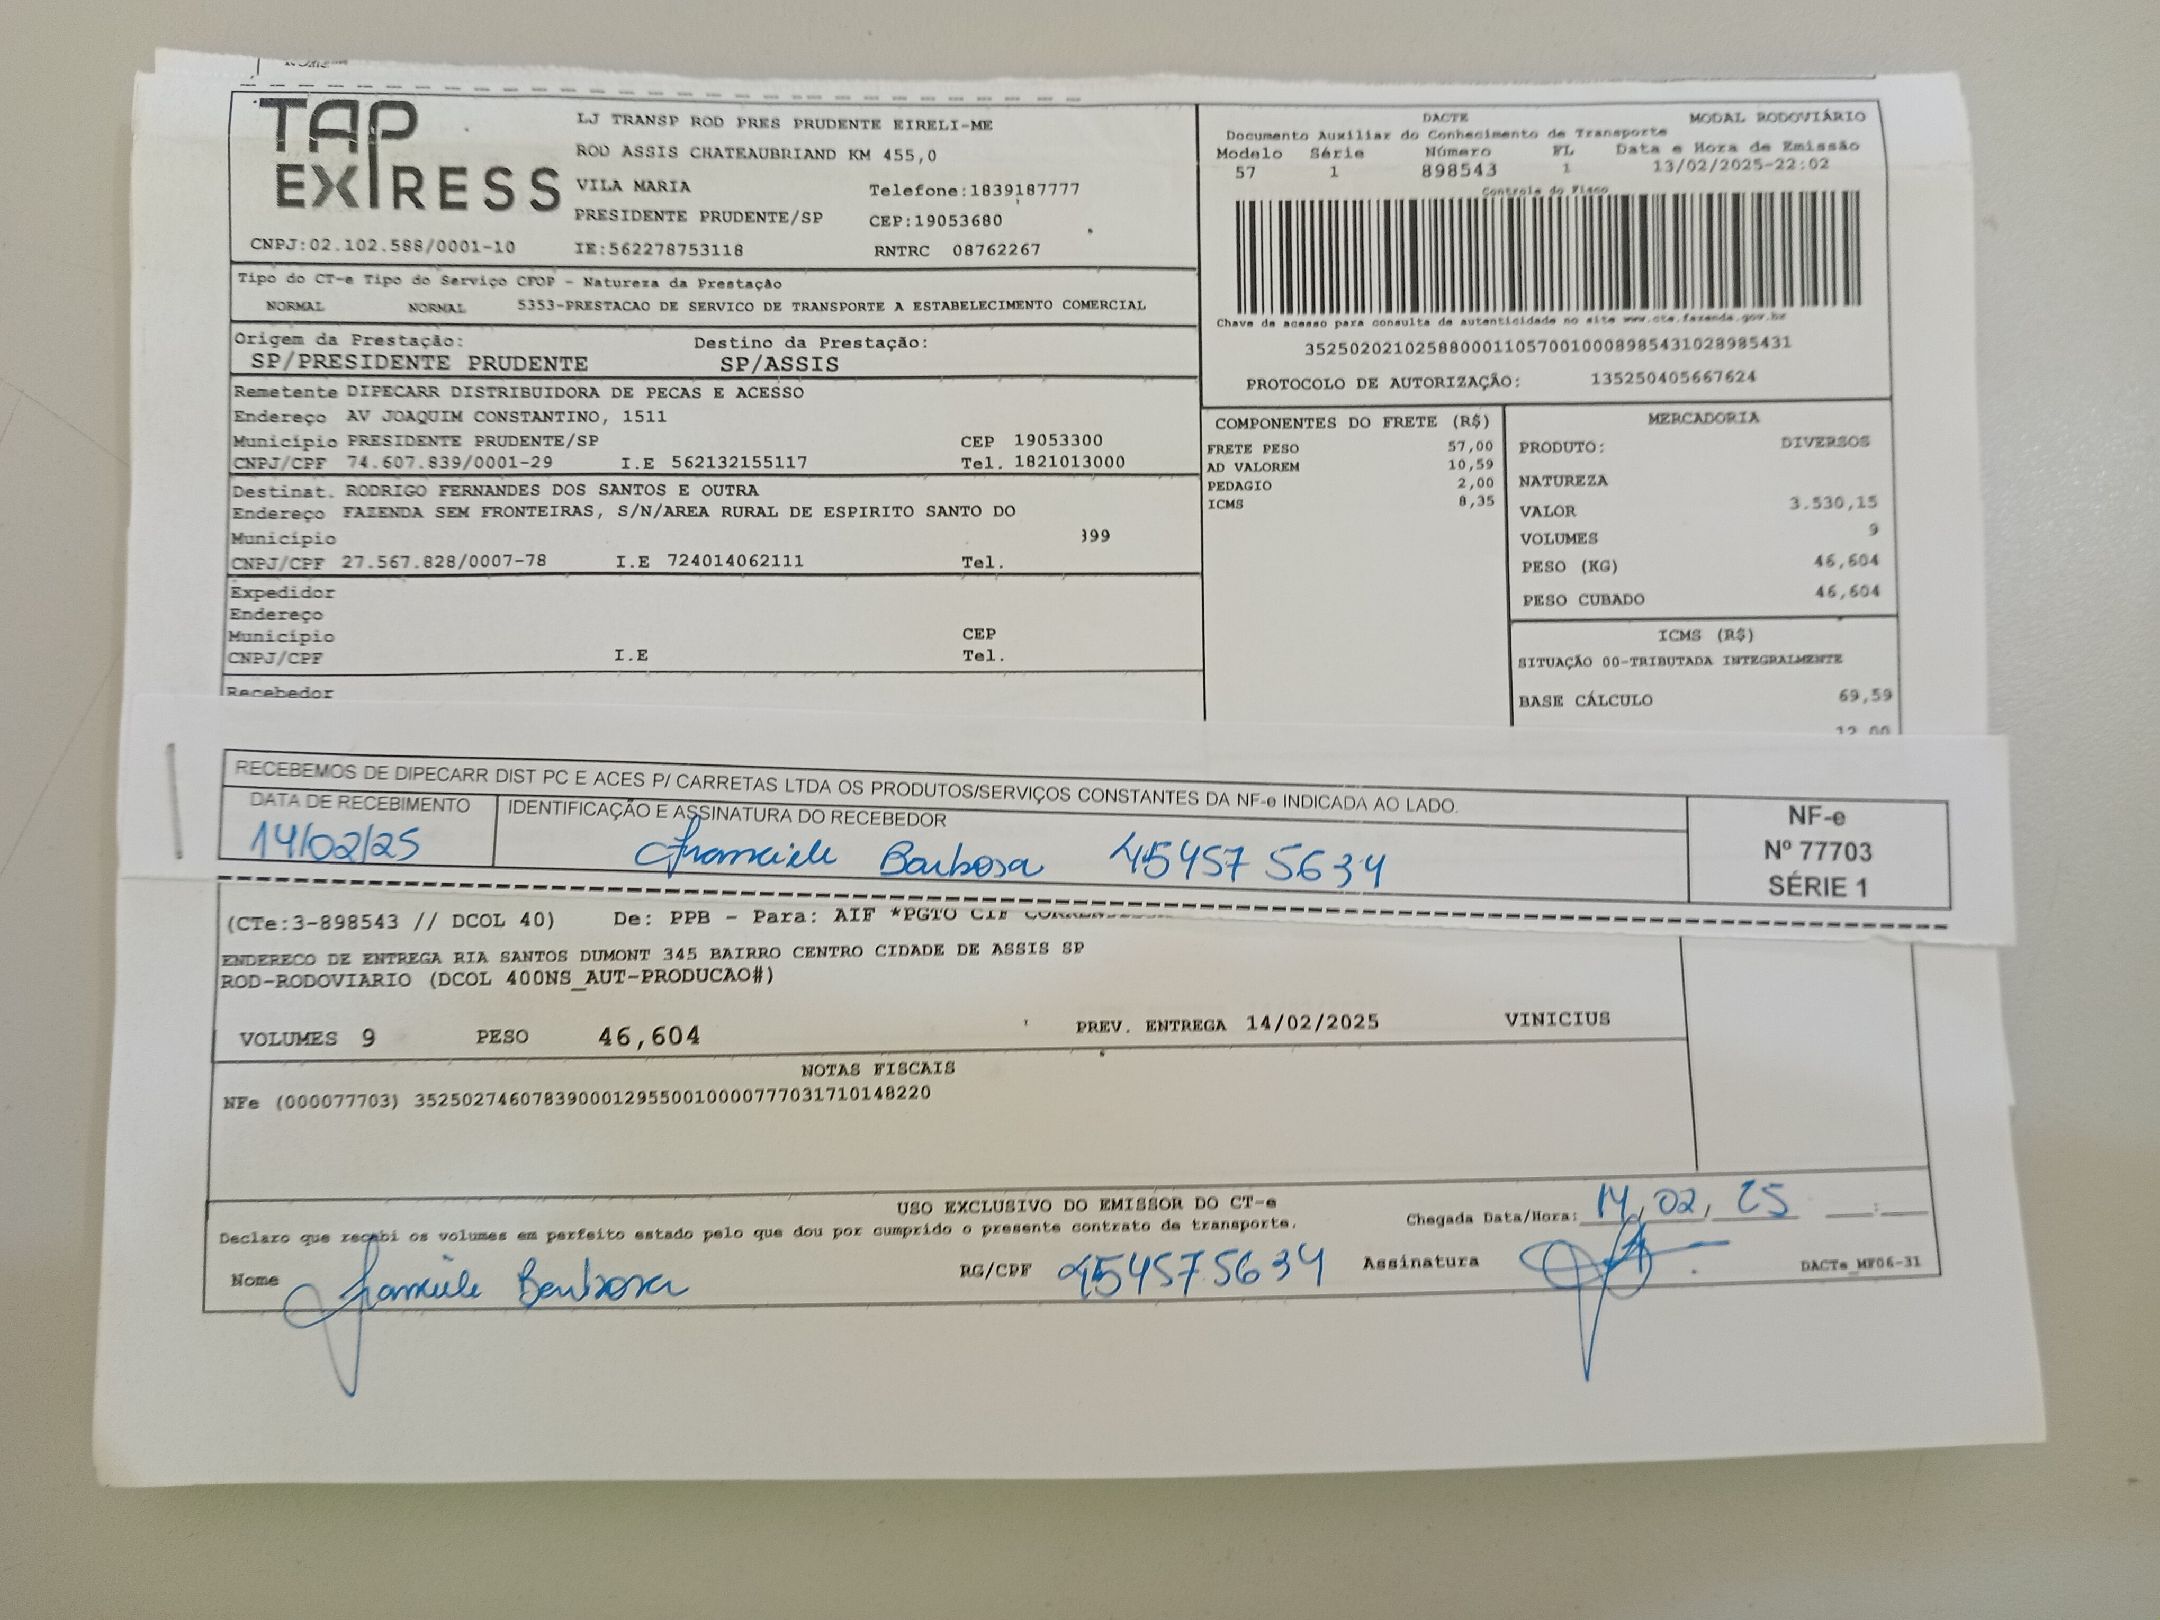 TAP EXPRESS
LJ TRANSP ROD PRES PRUDENTE EIRELI-ME
ROD ASSIS CHATEAUBRIAND KM 455,0
VILA MARIA Telefone:1839187777
PRESIDENTE PRUDENTE/SP CEP:19053680
CNPJ:02.102.588/0001-10 IE:562278753118 RNTRC 08762267
Tipo do CT-e Tipo do Serviço CFOP - Natureza da Prestação
NORMAL NORMAL 5353-PRESTACAO DE SERVICO DE TRANSPORTE A ESTABELECIMENTO COMERCIAL
Origem da Prestação: Destino da Prestação:
SP/PRESIDENTE PRUDENTE SP/ASSIS
Remetente DIPECARR DISTRIBUIDORA DE PECAS E ACESSO
Endereço AV JOAQUIM CONSTANTINO, 1511
Município PRESIDENTE PRUDENTE/SP CEP 19053300
CNPJ/CPF 74.607.839/0001-29 I.E 562132155117 Tel. 1821013000
Destinat. RODRIGO FERNANDES DOS SANTOS E OUTRA
Endereço FAZENDA SEM FRONTEIRAS, S/N/AREA RURAL DE ESPIRITO SANTO DO
Município 399
CNPJ/CPF 27.567.828/0007-78 I.E 724014062111 Tel.
Expedidor
Endereço
Município CEP
CNPJ/CPF I.E Tel.
Recebedor
DACTE MODAL RODOVIÁRIO
Documento Auxiliar do Conhecimento de Transporte
Modelo Série Número FL Data e Hora de Emissão
57 1 898543 1 13/02/2025-22:02
Controle do Fisco
Chave de acesso para consulta de autenticidade no site www.cte.fazenda.gov.br
35250202102588000110570010008985431028985431
PROTOCOLO DE AUTORIZAÇÃO: 135250405667624
COMPONENTES DO FRETE (R$)
FRETE PESO 57,00
AD VALOREM 10,59
PEDAGIO 2,00
ICMS 8,35
MERCADORIA
PRODUTO: DIVERSOS
NATUREZA
VALOR 3.530,15
VOLUMES 9
PESO (KG) 46,604
PESO CUBADO 46,604
ICMS (R$)
SITUAÇÃO 00-TRIBUTADA INTEGRALMENTE
BASE CÁLCULO 69,59
12,00
RECEBEMOS DE DIPECARR DIST PC E ACES P/ CARRETAS LTDA OS PRODUTOS/SERVIÇOS CONSTANTES DA NF-e INDICADA AO LADO.
DATA DE RECEBIMENTO IDENTIFICAÇÃO E ASSINATURA DO RECEBEDOR
14/02/25 Franciele Barbosa 454575634
NF-e
Nº 77703
SÉRIE 1
(CTe:3-898543 // DCOL 40) De: PPB - Para: AIF *PGTO CIF
ENDERECO DE ENTREGA RIA SANTOS DUMONT 345 BAIRRO CENTRO CIDADE DE ASSIS SP
ROD-RODOVIARIO (DCOL 400NS_AUT-PRODUCAO#)
VOLUMES 9 PESO 46,604 PREV. ENTREGA 14/02/2025 VINICIUS
NOTAS FISCAIS
NFe (000077703) 35250274607839000129550010000777031710148220
USO EXCLUSIVO DO EMISSOR DO CT-e
Declaro que recebi os volumes em perfeito estado pelo que dou por cumprido o presente contrato de transporte.
Chegada Data/Hora: 14,02,25 :
Nome Franciele Barbosa RG/CPF 454575634 Assinatura DACTe_MF06-31